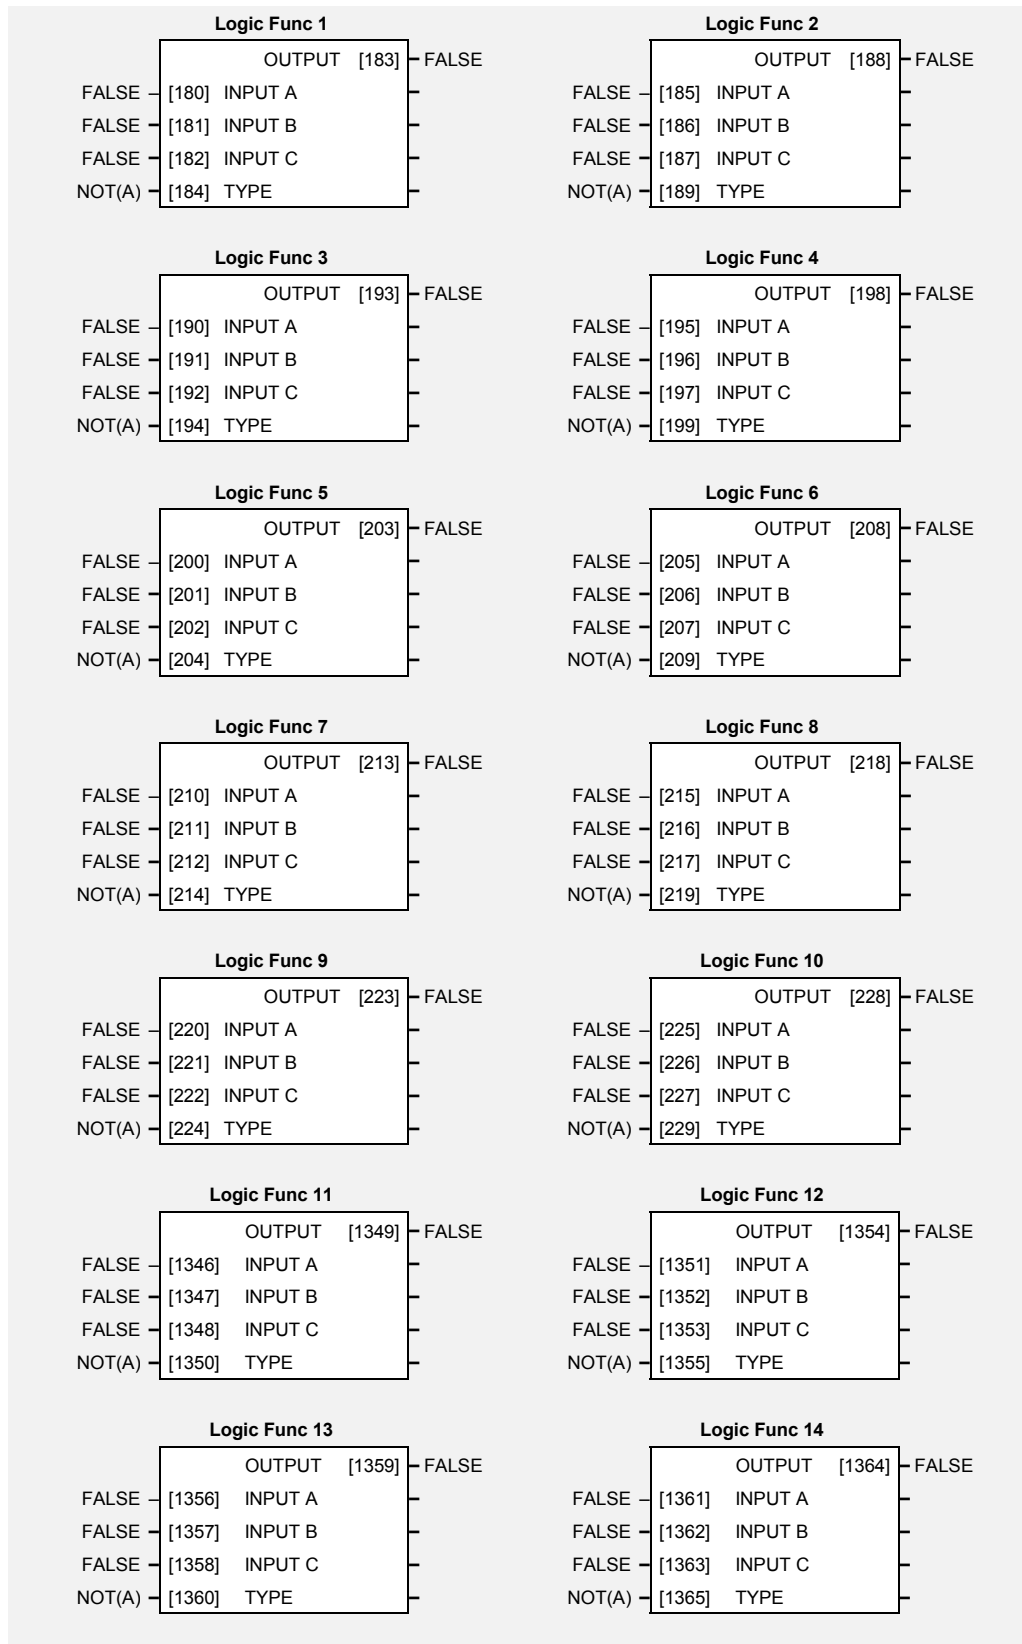 Logic Func 1
OUTPUT [183] FALSE
FALSE [180] INPUT A
FALSE [181] INPUT B
FALSE [182] INPUT C
NOT(A) [184] TYPE
Logic Func 2
OUTPUT [188] FALSE
FALSE [185] INPUT A
FALSE [186] INPUT B
FALSE [187] INPUT C
NOT(A) [189] TYPE
Logic Func 3
OUTPUT [193] FALSE
FALSE [190] INPUT A
FALSE [191] INPUT B
FALSE [192] INPUT C
NOT(A) [194] TYPE
Logic Func 4
OUTPUT [198] FALSE
FALSE [195] INPUT A
FALSE [196] INPUT B
FALSE [197] INPUT C
NOT(A) [199] TYPE
Logic Func 5
OUTPUT [203] FALSE
FALSE [200] INPUT A
FALSE [201] INPUT B
FALSE [202] INPUT C
NOT(A) [204] TYPE
Logic Func 6
OUTPUT [208] FALSE
FALSE [205] INPUT A
FALSE [206] INPUT B
FALSE [207] INPUT C
NOT(A) [209] TYPE
Logic Func 7
OUTPUT [213] FALSE
FALSE [210] INPUT A
FALSE [211] INPUT B
FALSE [212] INPUT C
NOT(A) [214] TYPE
Logic Func 8
OUTPUT [218] FALSE
FALSE [215] INPUT A
FALSE [216] INPUT B
FALSE [217] INPUT C
NOT(A) [219] TYPE
Logic Func 9
OUTPUT [223] FALSE
FALSE [220] INPUT A
FALSE [221] INPUT B
FALSE [222] INPUT C
NOT(A) [224] TYPE
Logic Func 10
OUTPUT [228] FALSE
FALSE [225] INPUT A
FALSE [226] INPUT B
FALSE [227] INPUT C
NOT(A) [229] TYPE
Logic Func 11
OUTPUT [1349] FALSE
FALSE [1346] INPUT A
FALSE [1347] INPUT B
FALSE [1348] INPUT C
NOT(A) [1350] TYPE
Logic Func 12
OUTPUT [1354] FALSE
FALSE [1351] INPUT A
FALSE [1352] INPUT B
FALSE [1353] INPUT C
NOT(A) [1355] TYPE
Logic Func 13
OUTPUT [1359] FALSE
FALSE [1356] INPUT A
FALSE [1357] INPUT B
FALSE [1358] INPUT C
NOT(A) [1360] TYPE
Logic Func 14
OUTPUT [1364] FALSE
FALSE [1361] INPUT A
FALSE [1362] INPUT B
FALSE [1363] INPUT C
NOT(A) [1365] TYPE